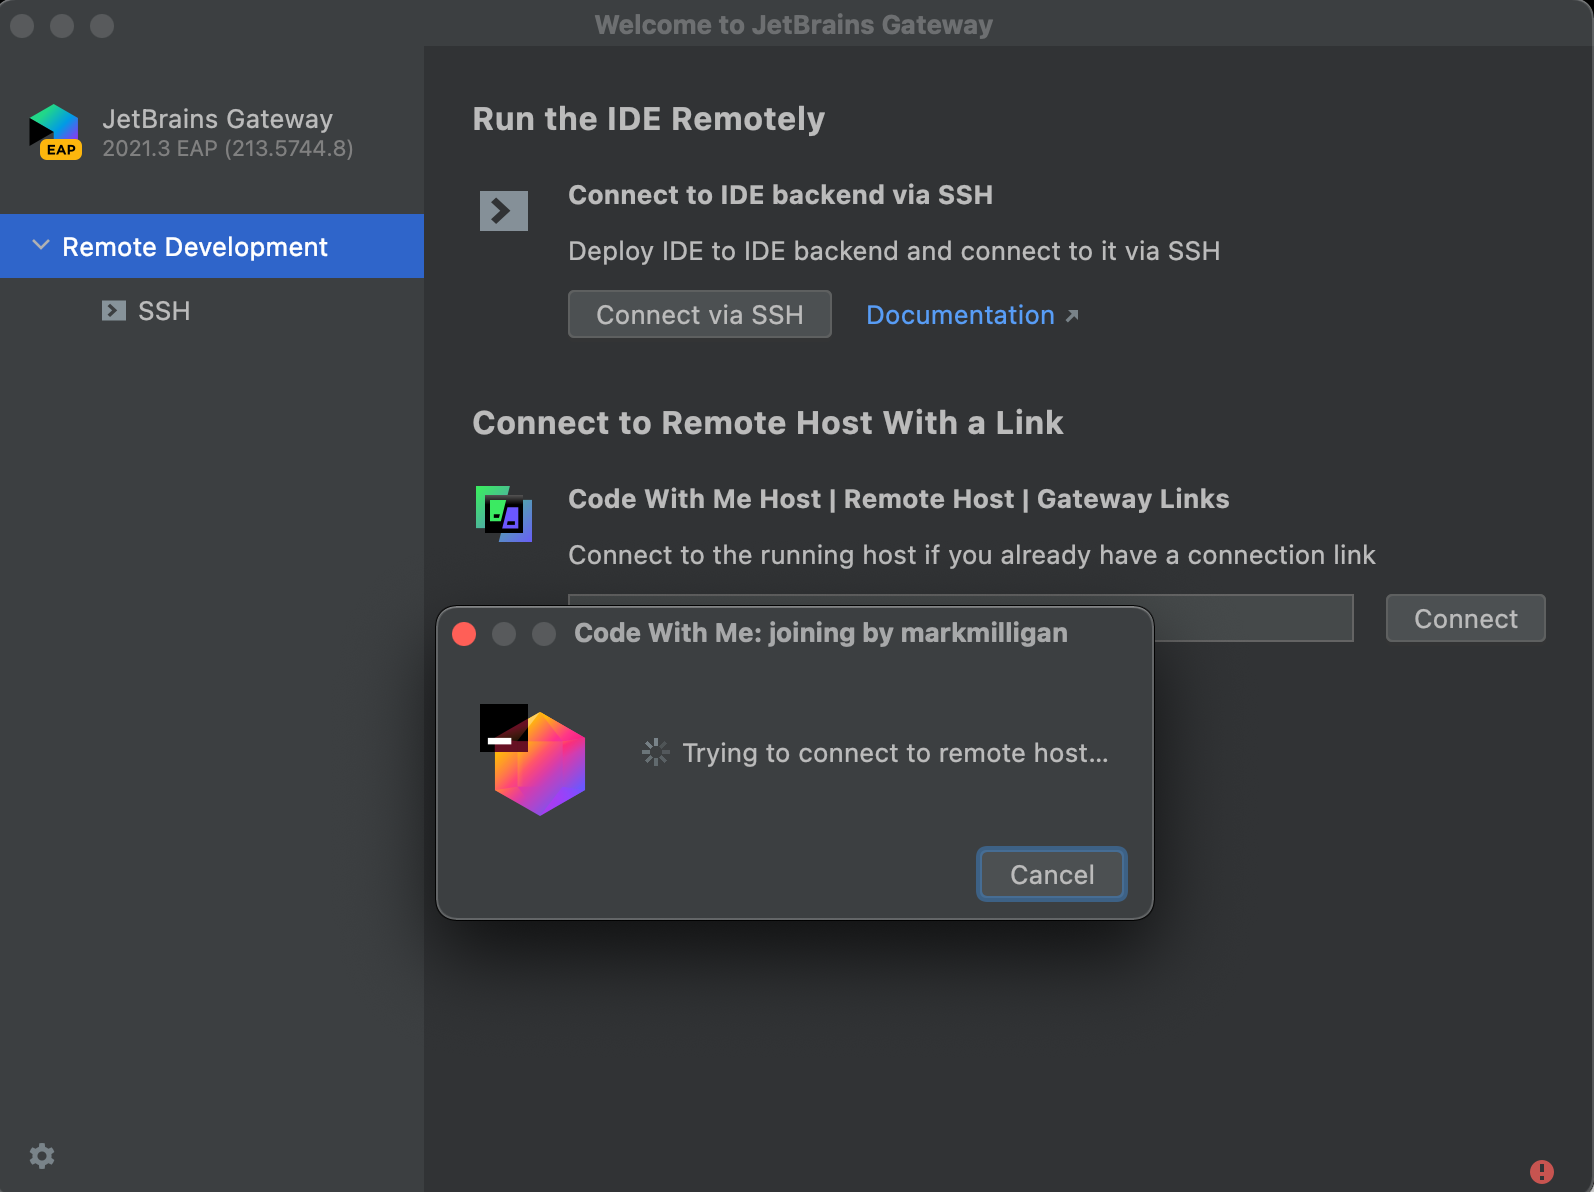 Welcome to JetBrains Gateway
JetBrains Gateway
2021.3 EAP (213.5744.8)
EAP
Remote Development
SSH
Run the IDE Remotely
Connect to IDE backend via SSH
Deploy IDE to IDE backend and connect to it via SSH
Connect via SSH
Documentation
Connect to Remote Host With a Link
Code With Me Host | Remote Host | Gateway Links
Connect to the running host if you already have a connection link
Connect
Code With Me: joining by markmilligan
Trying to connect to remote host...
Cancel